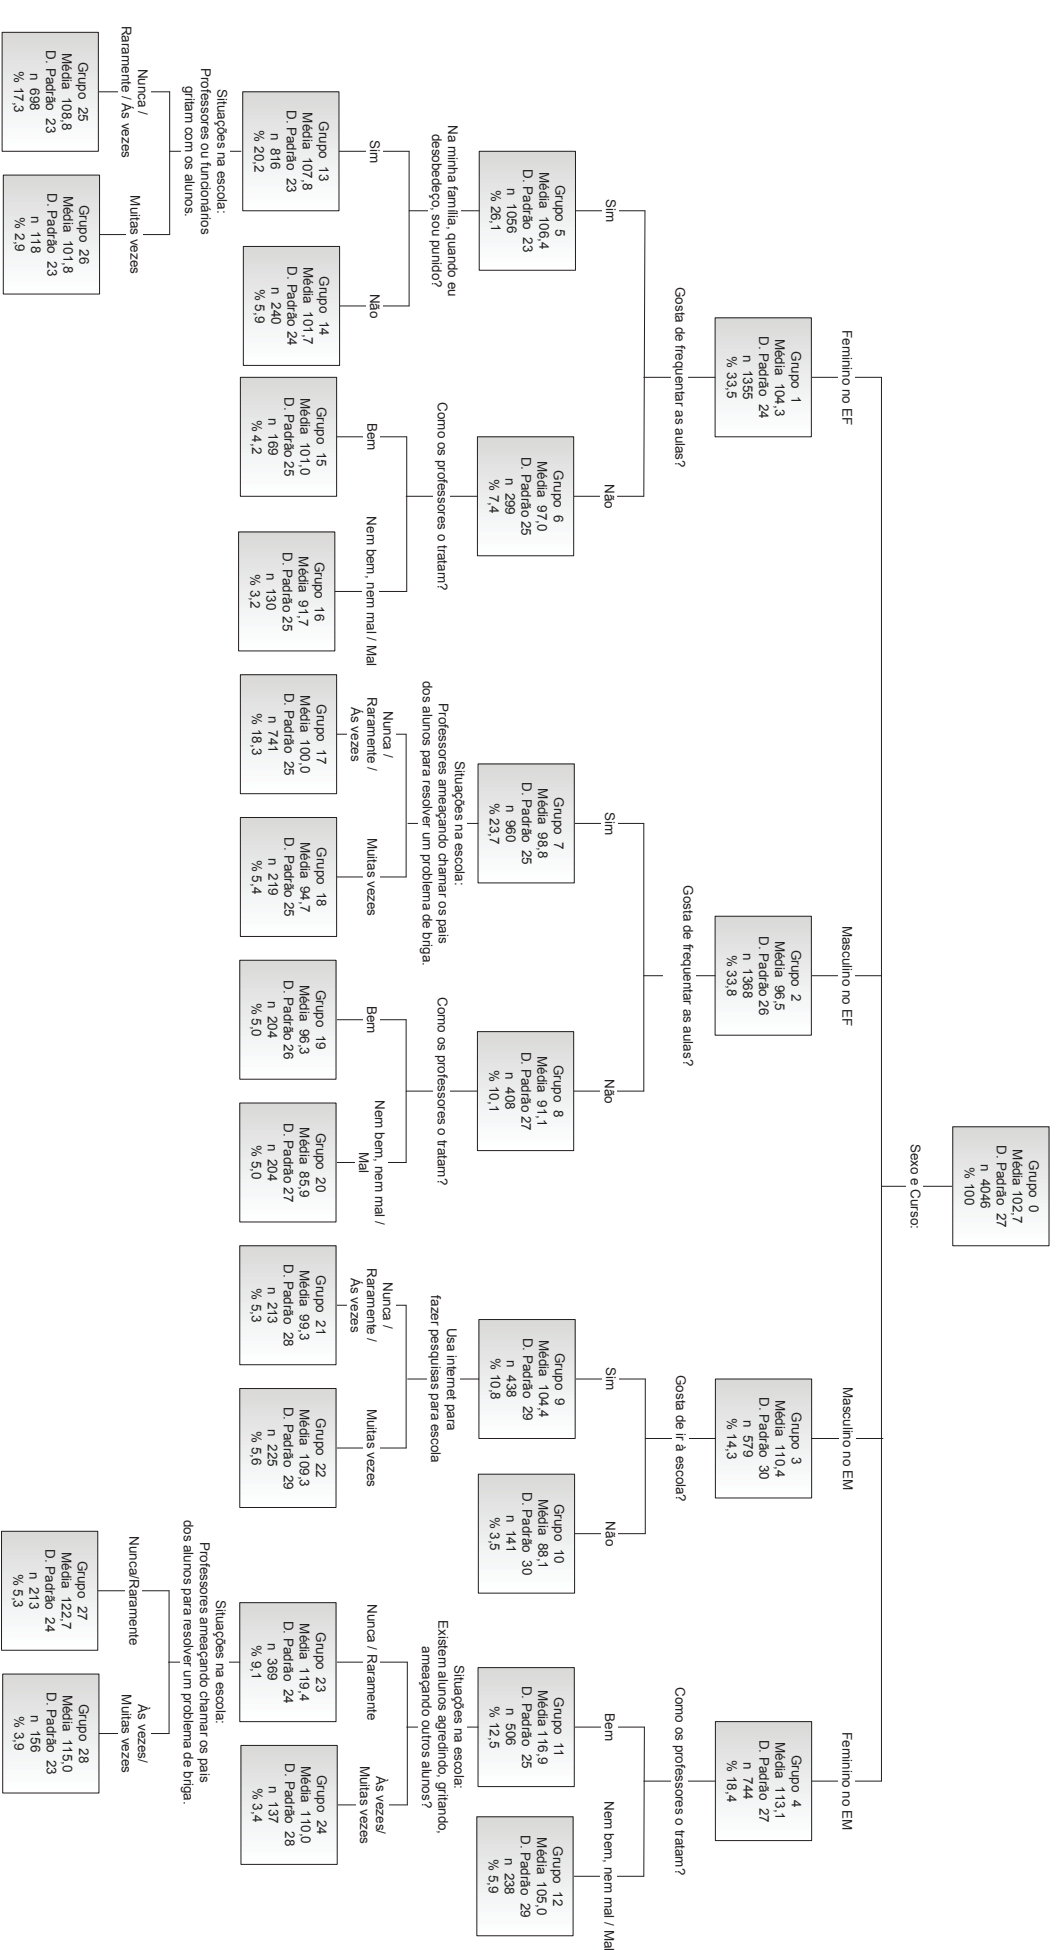 Grupo 0
Média 102,7
D. Padrão 27
n 4046
% 100
Sexo e Curso:
Feminino no EF
Masculino no EF
Masculino no EM
Feminino no EM
Grupo 1
Média 104,3
D. Padrão 24
n 1355
% 33,5
Grupo 2
Média 96,5
D. Padrão 26
n 1368
% 33,8
Grupo 3
Média 110,4
D. Padrão 30
n 579
% 14,3
Grupo 4
Média 113,1
D. Padrão 27
n 744
% 18,4
Gosta de frequentar as aulas?
Gosta de frequentar as aulas?
Gosta de ir à escola?
Como os professores o tratam?
Sim
Não
Sim
Não
Sim
Não
Bem
Nem bem, nem mal / Mal
Grupo 5
Média 106,4
D. Padrão 23
n 1056
% 26,1
Grupo 6
Média 97,0
D. Padrão 25
n 299
% 7,4
Grupo 7
Média 98,8
D. Padrão 25
n 960
% 23,7
Grupo 8
Média 91,1
D. Padrão 27
n 408
% 10,1
Grupo 9
Média 104,4
D. Padrão 29
n 438
% 10,8
Grupo 10
Média 88,1
D. Padrão 30
n 141
% 3,5
Grupo 11
Média 116,9
D. Padrão 25
n 506
% 12,5
Grupo 12
Média 105,0
D. Padrão 29
n 238
% 5,9
Na minha família, quando eu
desobedeço, sou punido?
Como os professores o tratam?
Situações na escola:
Professores ameaçando chamar os pais
dos alunos para resolver um problema de briga.
Como os professores o tratam?
Usa internet para
fazer pesquisas para escola
Situações na escola:
Existem alunos agredindo, gritando,
ameaçando outros alunos?
Sim
Não
Bem
Nem bem, nem mal / Mal
Nunca /
Raramente /
Ás vezes
Muitas vezes
Bem
Nem bem, nem mal /
Mal
Nunca /
Raramente /
Ás vezes
Muitas vezes
Nunca / Raramente
Às vezes/
Muitas vezes
Grupo 13
Média 107,8
D. Padrão 23
n 816
% 20,2
Grupo 14
Média 101,7
D. Padrão 24
n 240
% 5,9
Grupo 15
Média 101,0
D. Padrão 25
n 169
% 4,2
Grupo 16
Média 91,7
D. Padrão 25
n 130
% 3,2
Grupo 17
Média 100,0
D. Padrão 25
n 741
% 18,3
Grupo 18
Média 94,7
D. Padrão 25
n 219
% 5,4
Grupo 19
Média 96,3
D. Padrão 26
n 204
% 5,0
Grupo 20
Média 85,9
D. Padrão 27
n 204
% 5,0
Grupo 21
Média 99,3
D. Padrão 28
n 213
% 5,3
Grupo 22
Média 109,3
D. Padrão 29
n 225
% 5,6
Grupo 23
Média 119,4
D. Padrão 24
n 369
% 9,1
Grupo 24
Média 110,0
D. Padrão 28
n 137
% 3,4
Situações na escola:
Professores ou funcionários
gritam com os alunos.
Situações na escola:
Professores ameaçando chamar os pais
dos alunos para resolver um problema de briga.
Nunca /
Raramente / Ás vezes
Muitas vezes
Nunca/Raramente
Às vezes/
Muitas vezes
Grupo 25
Média 108,8
D. Padrão 23
n 698
% 17,3
Grupo 26
Média 101,8
D. Padrão 23
n 118
% 2,9
Grupo 27
Média 122,7
D. Padrão 24
n 213
% 5,3
Grupo 28
Média 115,0
D. Padrão 23
n 156
% 3,9